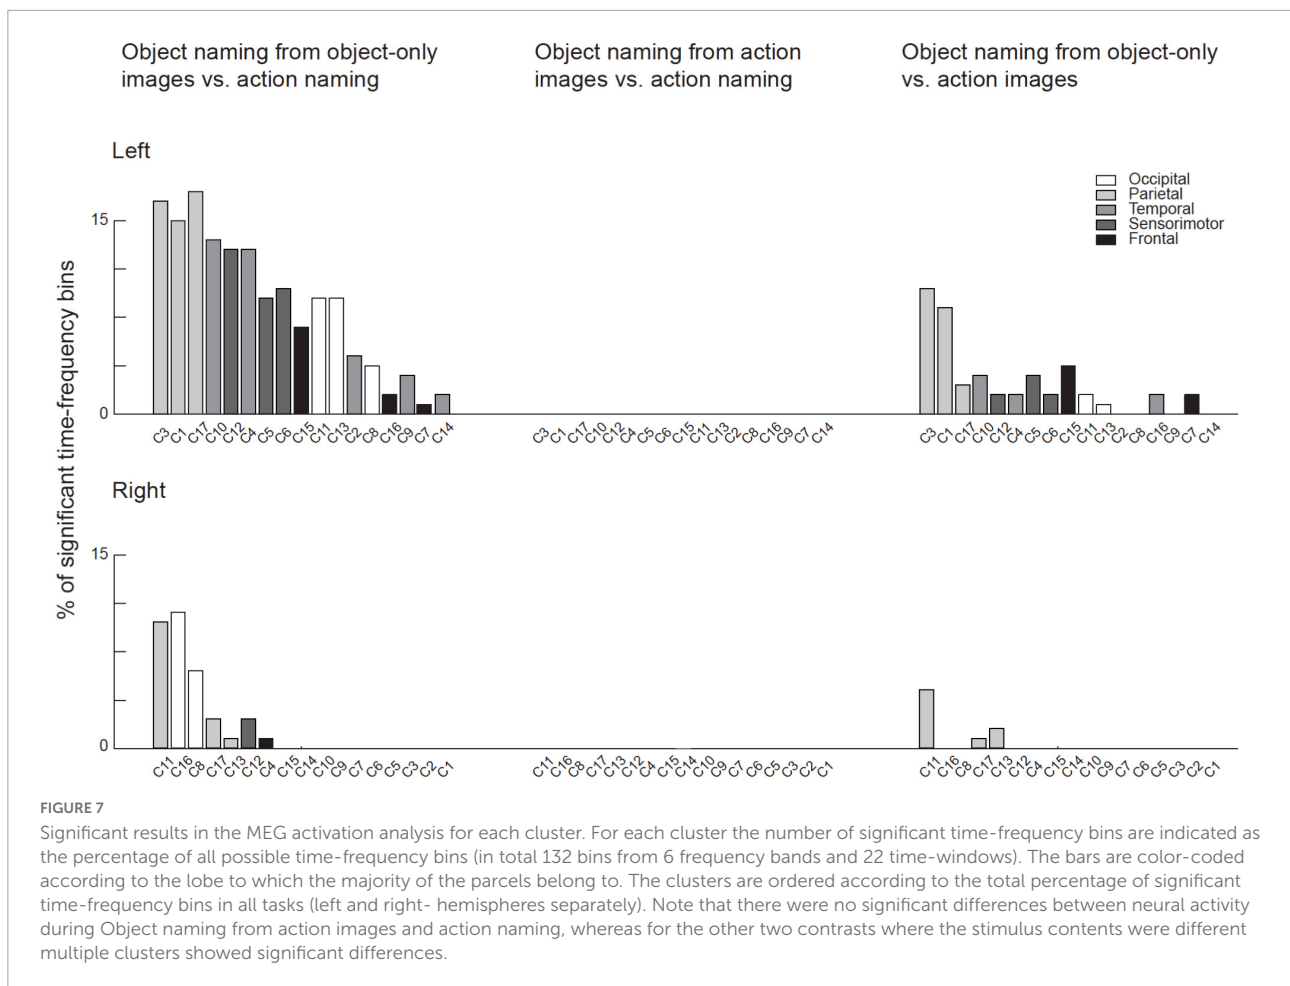 Object naming from object-only
images vs. action naming
Object naming from action
images vs. action naming
Object naming from object-only
vs. action images
Left
Occipital
Parietal
Temporal
Sensorimotor
Frontal
% of significant time-frequency bins
15
0
C3 C1 C17 C10 C12 C4 C5 C6 C15 C11 C13 C2 C8 C16 C9 C7 C14
C3 C1 C17 C10 C12 C4 C5 C6 C15 C11 C13 C2 C8 C16 C9 C7 C14
C3 C1 C17 C10 C12 C4 C5 C6 C15 C11 C13 C2 C8 C16 C9 C7 C14
Right
15
0
C11 C16 C8 C17 C13 C12 C4 C15 C14 C10 C9 C7 C6 C5 C3 C2 C1
C11 C16 C8 C17 C13 C12 C4 C15 C14 C10 C9 C7 C6 C5 C3 C2 C1
C11 C16 C8 C17 C13 C12 C4 C15 C14 C10 C9 C7 C6 C5 C3 C2 C1
FIGURE 7
Significant results in the MEG activation analysis for each cluster. For each cluster the number of significant time-frequency bins are indicated as
the percentage of all possible time-frequency bins (in total 132 bins from 6 frequency bands and 22 time-windows). The bars are color-coded
according to the lobe to which the majority of the parcels belong to. The clusters are ordered according to the total percentage of significant
time-frequency bins in all tasks (left and right- hemispheres separately). Note that there were no significant differences between neural activity
during Object naming from action images and action naming, whereas for the other two contrasts where the stimulus contents were different
multiple clusters showed significant differences.